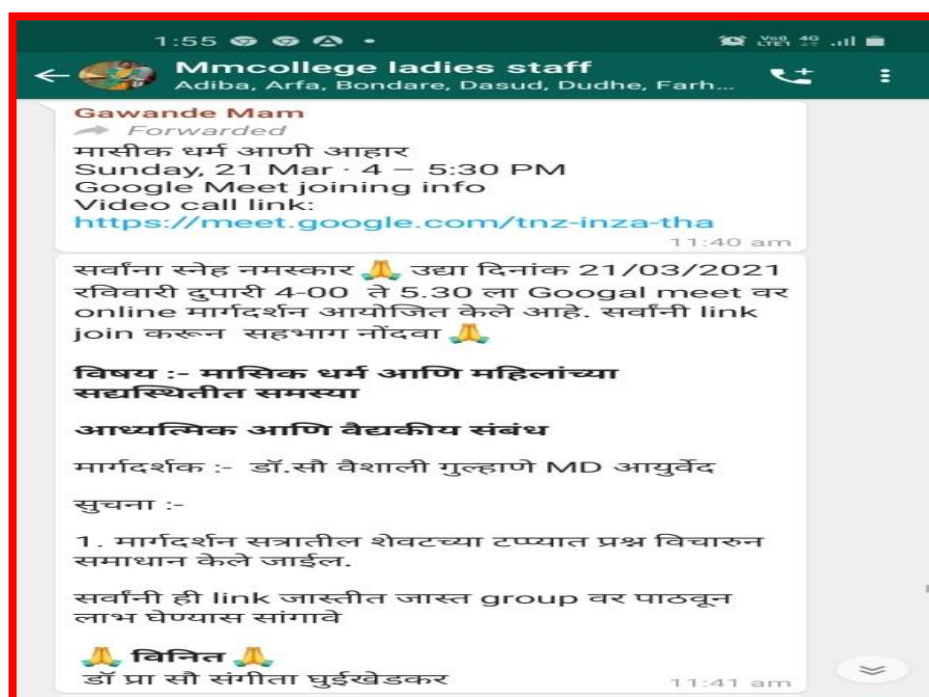 1:55
VoD 4G
LTE1
Mmcollege ladies staff
Adiba, Arfa, Bondare, Dasud, Dudhe, Farh...
Gawande Mam
Forwarded
मासीक धर्म आणी आहार
Sunday, 21 Mar · 4 – 5:30 PM
Google Meet joining info
Video call link:
https://meet.google.com/tnz-inza-tha
11:40 am
सर्वांना स्नेह नमस्कार 🙏 उद्या दिनांक 21/03/2021
रविवारी दुपारी 4-00 ते 5.30 ला Googal meet वर
online मार्गदर्शन आयोजित केले आहे. सर्वांनी link
join करून सहभाग नोंदवा 🙏
विषय :- मासिक धर्म आणि महिलांच्या
सद्यस्थितीत समस्या
आध्यत्मिक आणि वैद्यकीय संबंध
मार्गदर्शक :- डॉ.सौ वैशाली गुल्हाणे MD आयुर्वेद
सुचना :-
1. मार्गदर्शन सत्रातील शेवटच्या टप्प्यात प्रश्न विचारुन
समाधान केले जाईल.
सर्वांनी ही link जास्तीत जास्त group वर पाठवून
लाभ घेण्यास सांगावे
🙏 विनित 🙏
डॉ प्रा सौ संगीता घुईखेडकर
11:41 am